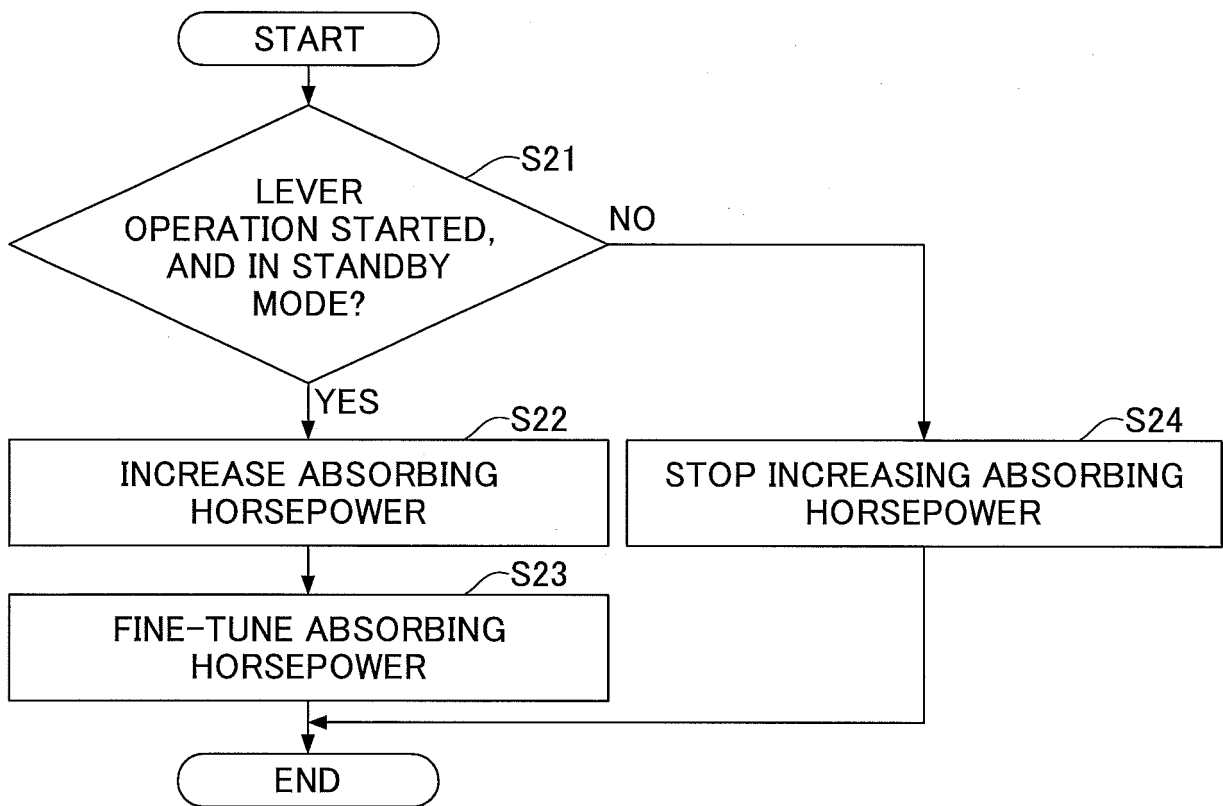 START
S21
LEVER
OPERATION STARTED,
AND IN STANDBY
MODE?
NO
YES
S22
INCREASE ABSORBING
HORSEPOWER
S24
STOP INCREASING ABSORBING
HORSEPOWER
S23
FINE-TUNE ABSORBING
HORSEPOWER
END